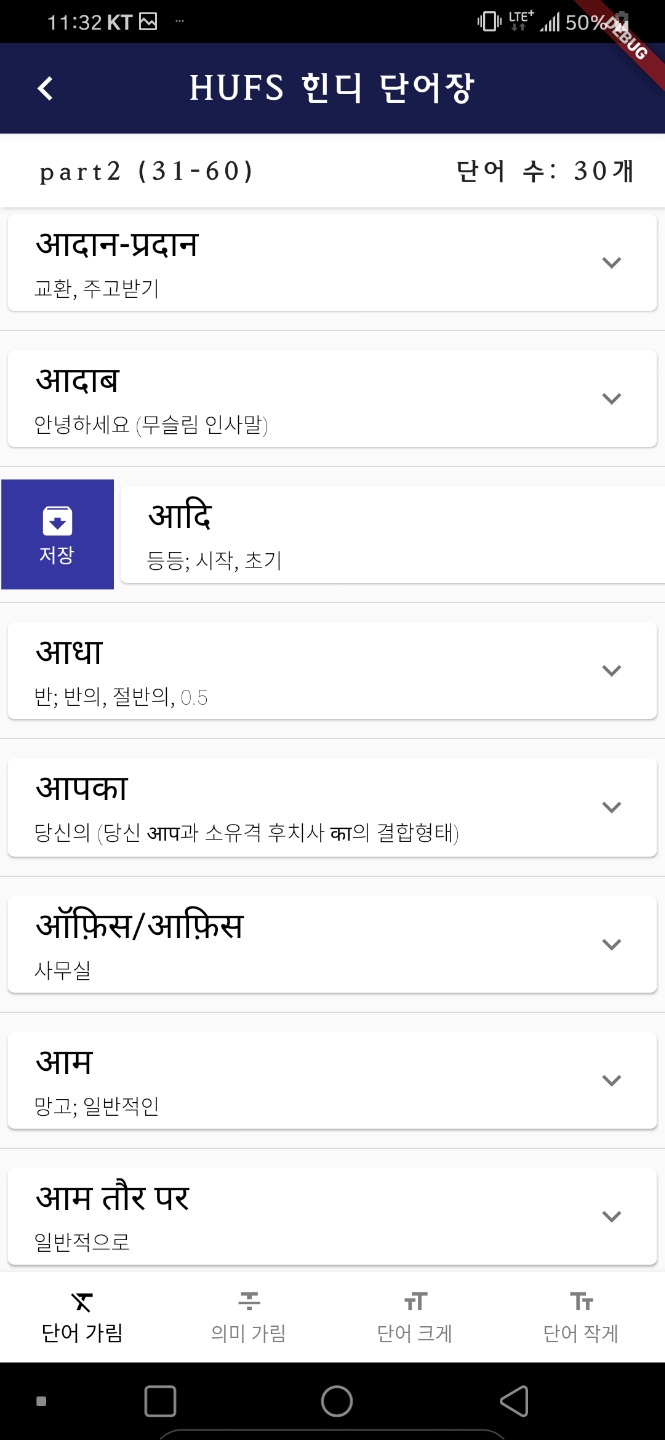 11:32 KT ... LTE+ 50%
DEBUG
HUFS 힌디 단어장
part2 (31-60) 단어 수: 30개
आदान-प्रदान
교환, 주고받기
आदाब
안녕하세요 (무슬림 인사말)
आदि
저장
등등; 시작, 초기
आधा
반; 반의, 절반의, 0.5
आपका
당신의 (당신 आप과 소유격 후치사 का의 결합형태)
ऑफ़िस/आफ़िस
사무실
आम
망고; 일반적인
आम तौर पर
일반적으로
단어 가림 의미 가림 단어 크게 단어 작게